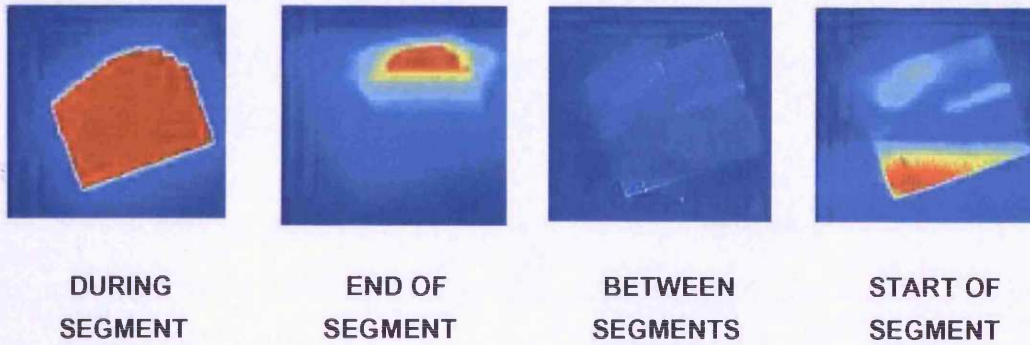 DURING
SEGMENT
END OF
SEGMENT
BETWEEN
SEGMENTS
START OF
SEGMENT